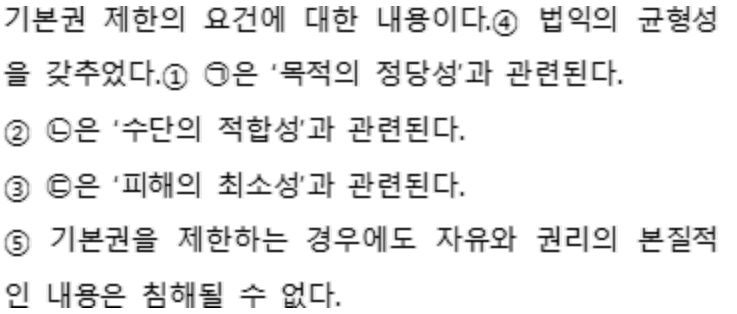 기본권 제한의 요건에 대한 내용이다.④ 법익의 균형성
을 갖추었다.① ㉠은 ‘목적의 정당성’과 관련된다.
② ㉡은 ‘수단의 적합성’과 관련된다.
③ ㉢은 ‘피해의 최소성’과 관련된다.
⑤ 기본권을 제한하는 경우에도 자유와 권리의 본질적
인 내용은 침해될 수 없다.